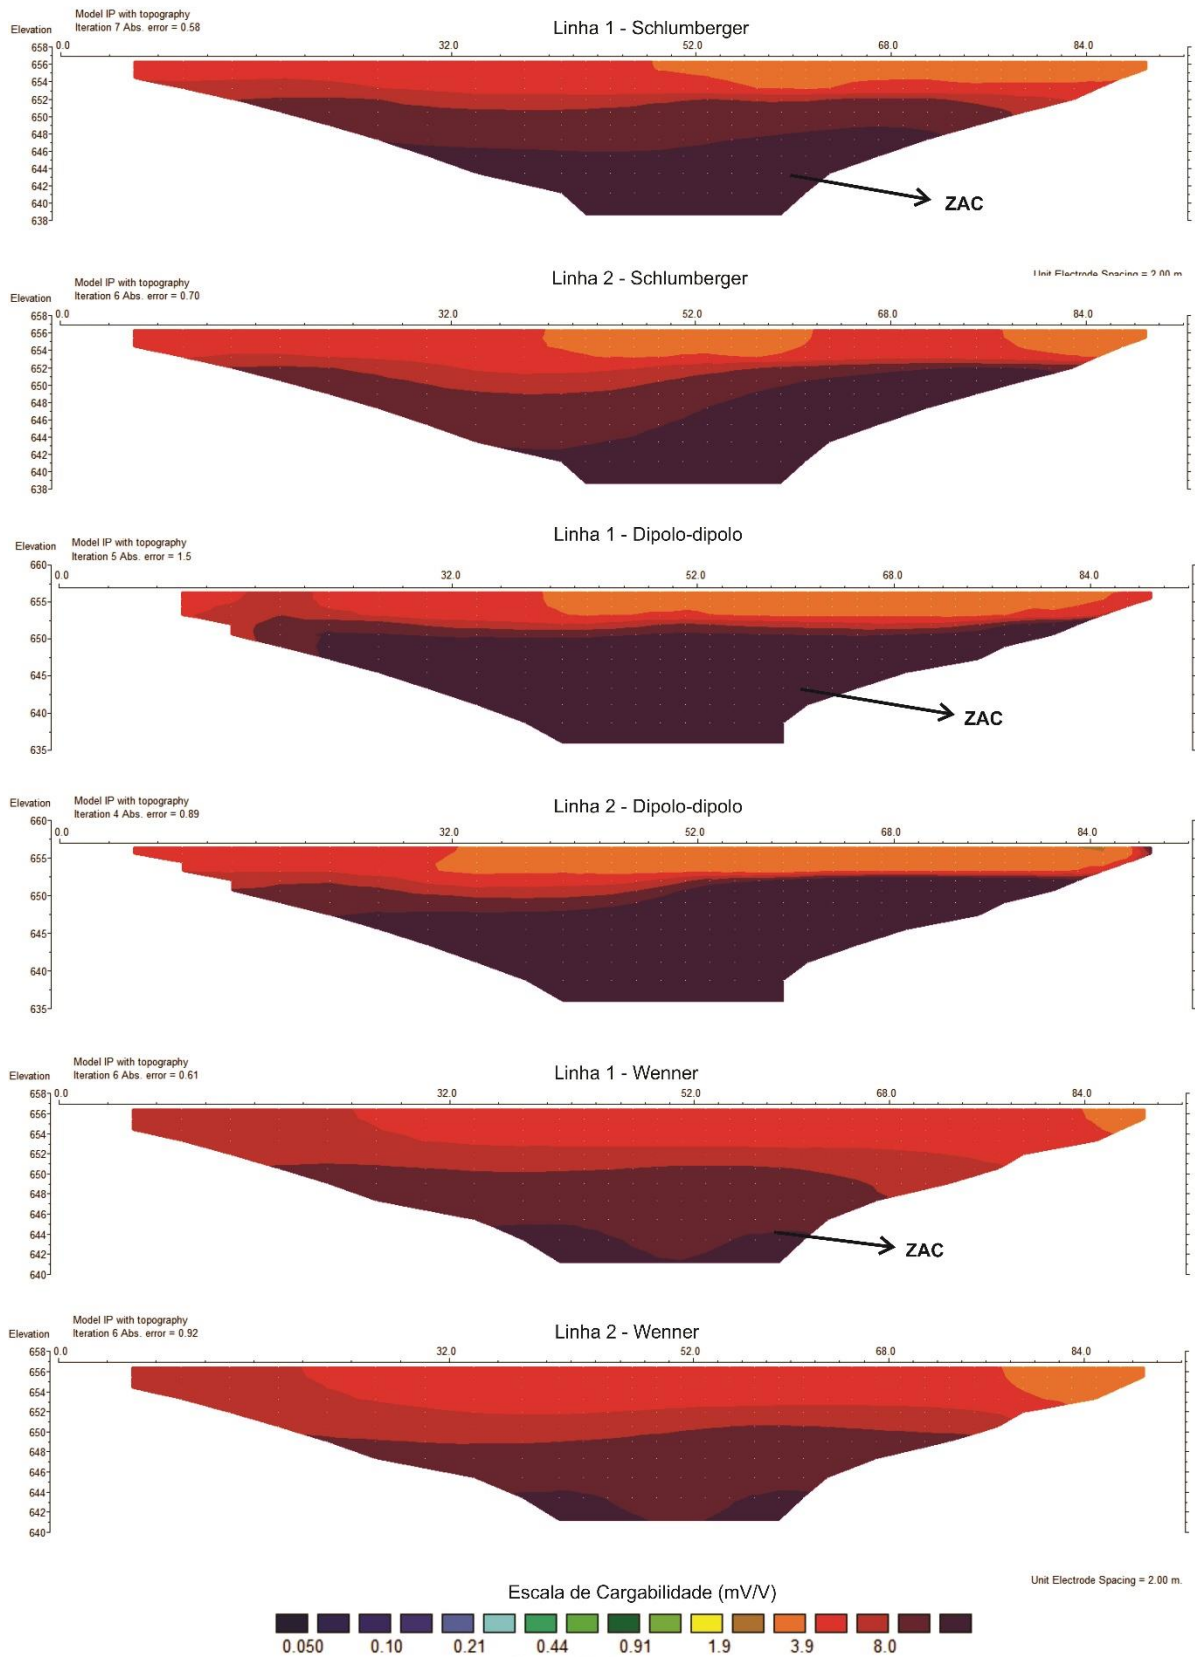 Linha 1 - Schlumberger
Model IP with topography
Iteration 7 Abs. error = 0.58
Elevation
0.0 32.0 52.0 68.0 84.0
658
656
654
652
650
648
646
644
642
640
638
ZAC
Linha 2 - Schlumberger
Unit Electrode Spacing = 2.00 m
Model IP with topography
Iteration 6 Abs. error = 0.70
Elevation
0.0 32.0 52.0 68.0 84.0
658
656
654
652
650
648
646
644
642
640
638
Linha 1 - Dipolo-dipolo
Model IP with topography
Iteration 5 Abs. error = 1.5
Elevation
0.0 32.0 52.0 68.0 84.0
660
655
650
645
640
635
ZAC
Linha 2 - Dipolo-dipolo
Model IP with topography
Iteration 4 Abs. error = 0.89
Elevation
0.0 32.0 52.0 68.0 84.0
660
655
650
645
640
635
Linha 1 - Wenner
Model IP with topography
Iteration 6 Abs. error = 0.61
Elevation
0.0 32.0 52.0 68.0 84.0
658
656
654
652
650
648
646
644
642
640
ZAC
Linha 2 - Wenner
Model IP with topography
Iteration 6 Abs. error = 0.92
Elevation
0.0 32.0 52.0 68.0 84.0
658
656
654
652
650
648
646
644
642
640
Unit Electrode Spacing = 2.00 m.
Escala de Cargabilidade (mV/V)
0.050 0.10 0.21 0.44 0.91 1.9 3.9 8.0